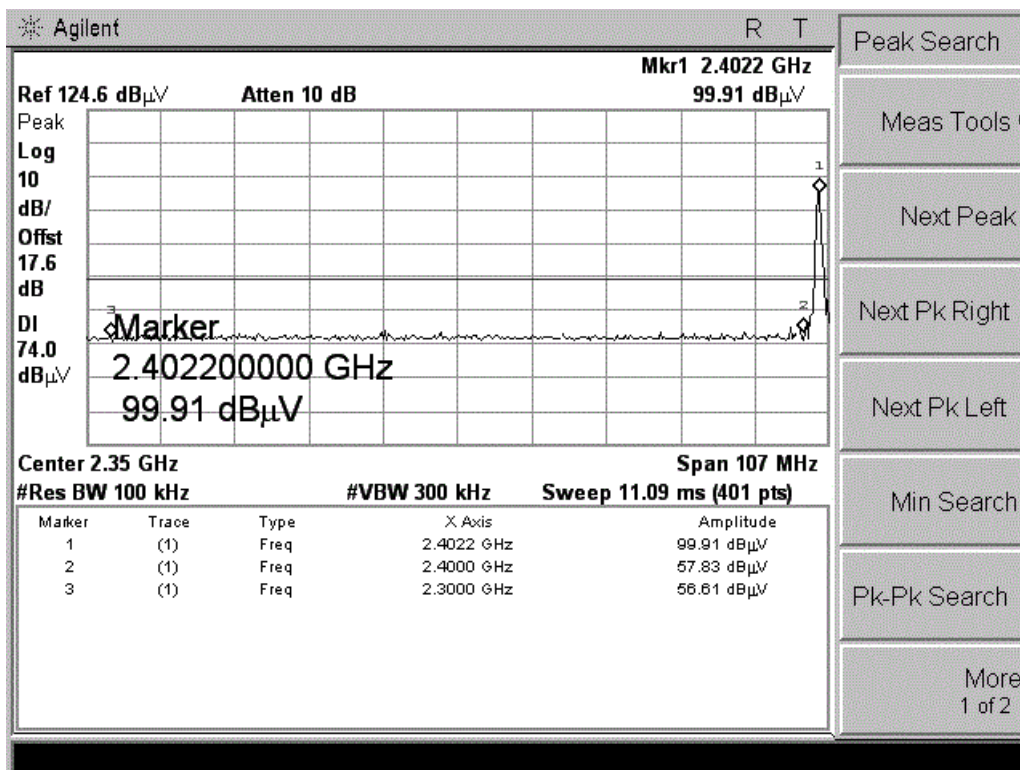 Agilent R T
Mkr1 2.4022 GHz
Ref 124.6 dBμV Atten 10 dB 99.91 dBμV
Peak
Log
10
dB/
Offset
17.6
dB
DI
74.0
dBμV
1
2
3
Marker
2.402200000 GHz
99.91 dBμV
Center 2.35 GHz Span 107 MHz
#Res BW 100 kHz #VBW 300 kHz Sweep 11.09 ms (401 pts)
Marker Trace Type X Axis Amplitude
1 (1) Freq 2.4022 GHz 99.91 dBμV
2 (1) Freq 2.4000 GHz 57.83 dBμV
3 (1) Freq 2.3000 GHz 56.61 dBμV
Peak Search
Meas Tools
Next Peak
Next Pk Right
Next Pk Left
Min Search
Pk-Pk Search
More
1 of 2